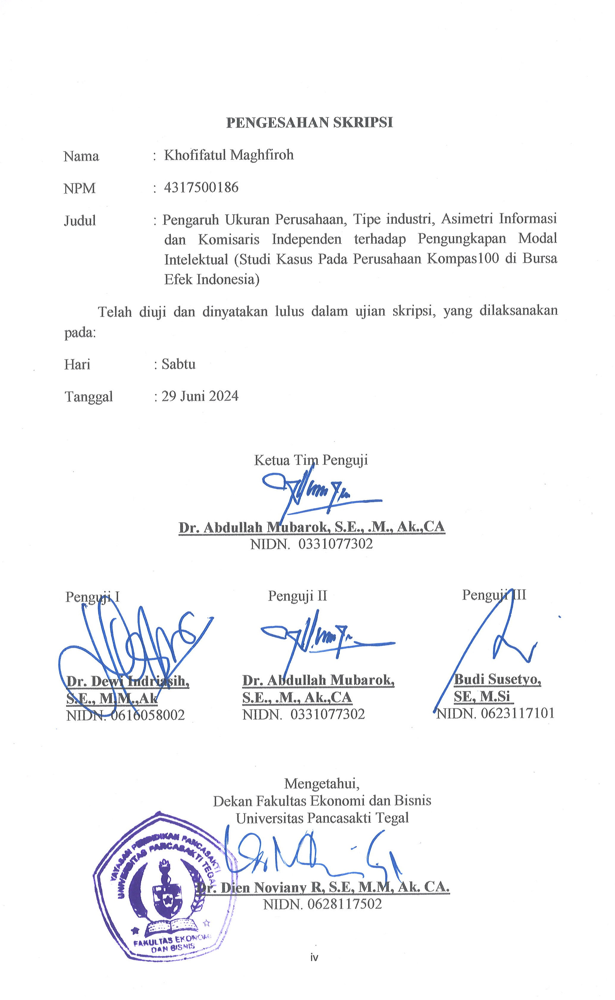 PENGESAHAN SKRIPSI
Nama : Khofifatul Maghfiroh
NPM : 4317500186
Judul : Pengaruh Ukuran Perusahaan, Tipe industri, Asimetri Informasi
dan Komisaris Independen terhadap Pengungkapan Modal
Intelektual (Studi Kasus Pada Perusahaan Kompas100 di Bursa
Efek Indonesia)
Telah diuji dan dinyatakan lulus dalam ujian skripsi, yang dilaksanakan
pada:
Hari : Sabtu
Tanggal : 29 Juni 2024
Ketua Tim Penguji
Dr. Abdullah Mubarok, S.E., .M., Ak.,CA
NIDN. 0331077302
Penguji I
Dr. Dewi Indriasih,
S.E., M.M.,Ak
NIDN. 0616058002
Penguji II
Dr. Abdullah Mubarok,
S.E., .M., Ak.,CA
NIDN. 0331077302
Penguji III
Budi Susetyo,
SE, M.Si
NIDN. 0623117101
Mengetahui,
Dekan Fakultas Ekonomi dan Bisnis
Universitas Pancasakti Tegal
Dr. Dien Noviany R, S.E, M.M, Ak. CA.
NIDN. 0628117502
YAYASAN PENDIDIKAN PANCASAKTI
UNIVERSITAS PANCASAKTI TEGAL
FAKULTAS EKONOMI
DAN BISNIS
iv